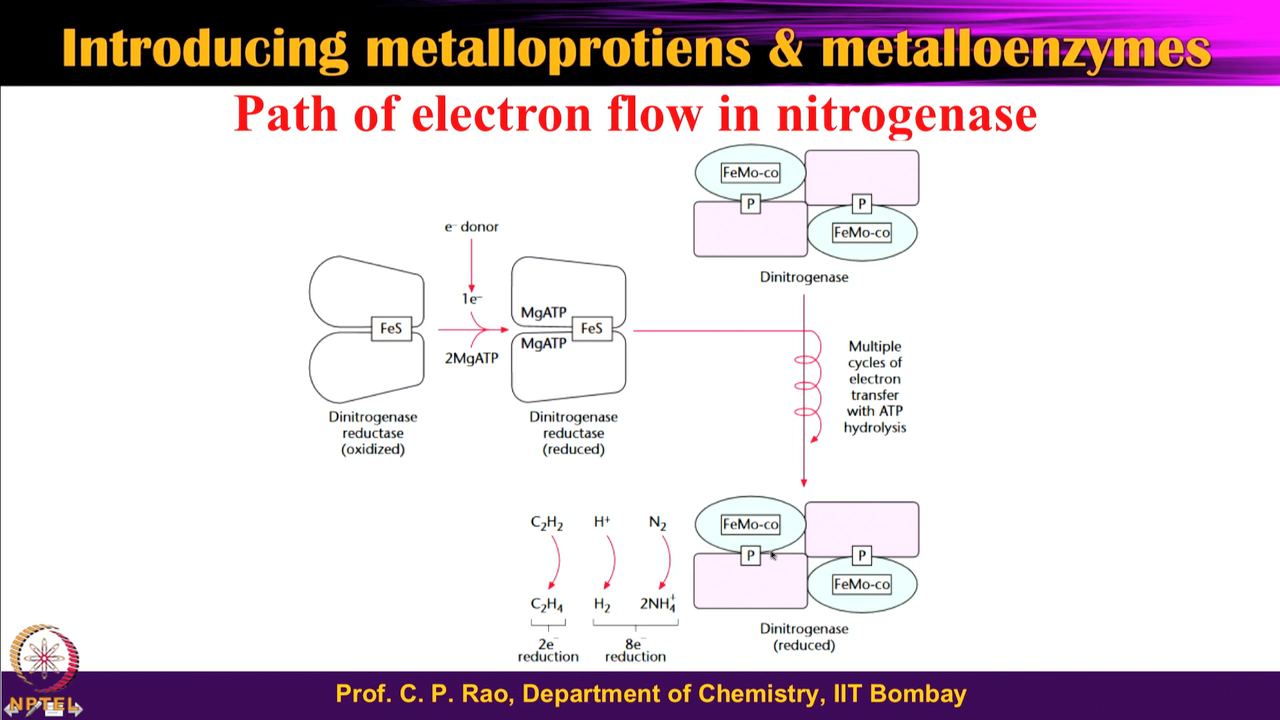 Introducing metalloprotiens & metalloenzymes
Path of electron flow in nitrogenase
FeMo-co
P
P
FeMo-co
Dinitrogenase
e⁻ donor
1e⁻
2MgATP
FeS
Dinitrogenase
reductase
(oxidized)
MgATP
FeS
MgATP
Dinitrogenase
reductase
(reduced)
Multiple
cycles of
electron
transfer
with ATP
hydrolysis
C₂H₂ H⁺ N₂
C₂H₄ H₂ 2NH₄⁺
2e⁻
reduction
8e⁻
reduction
FeMo-co
P
P
FeMo-co
Dinitrogenase
(reduced)
NPTEL
Prof. C. P. Rao, Department of Chemistry, IIT Bombay